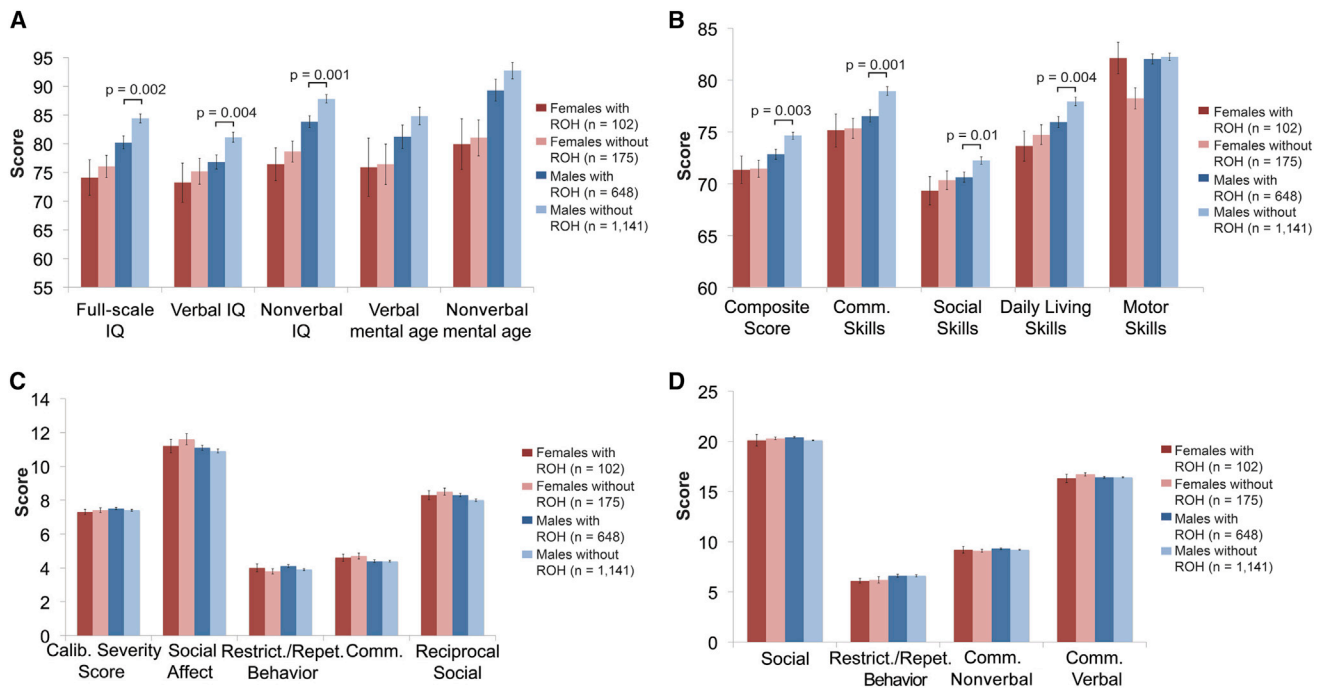 A
Score
95
90
85
80
75
70
65
60
55
p = 0.002
p = 0.004
p = 0.001
Full-scale
IQ
Verbal IQ
Nonverbal
IQ
Verbal
mental age
Nonverbal
mental age
Females with
ROH (n = 102)
Females without
ROH (n = 175)
Males with
ROH (n = 648)
Males without
ROH (n = 1,141)
B
Score
85
80
75
70
65
60
p = 0.003
p = 0.001
p = 0.01
p = 0.004
Composite
Score
Comm.
Skills
Social
Skills
Daily Living
Skills
Motor
Skills
Females with
ROH (n = 102)
Females without
ROH (n = 175)
Males with
ROH (n = 648)
Males without
ROH (n = 1,141)
C
Score
14
12
10
8
6
4
2
0
Calib. Severity
Score
Social
Affect
Restrict./Repet.
Behavior
Comm.
Reciprocal
Social
Females with
ROH (n = 102)
Females without
ROH (n = 175)
Males with
ROH (n = 648)
Males without
ROH (n = 1,141)
D
Score
25
20
15
10
5
0
Social
Restrict./Repet.
Behavior
Comm.
Nonverbal
Comm.
Verbal
Females with
ROH (n = 102)
Females without
ROH (n = 175)
Males with
ROH (n = 648)
Males without
ROH (n = 1,141)